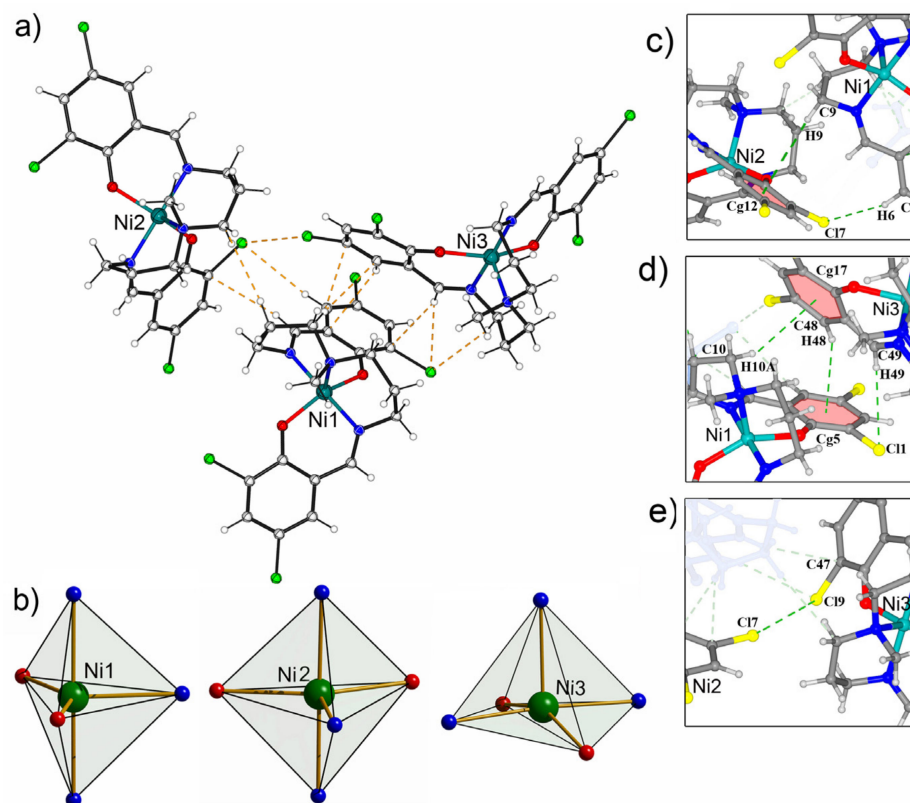 a)
Ni2
Ni3
Ni1
b)
Ni1
Ni2
Ni3
c)
Ni1
C9
H9
Ni2
Cg12
Cl7
H6
C
d)
Cg17
Ni3
C48
H48
C10
H10A
C49
H49
Ni1
Cg5
Cl1
e)
C47
Cl9
Cl7
Ni3
Ni2